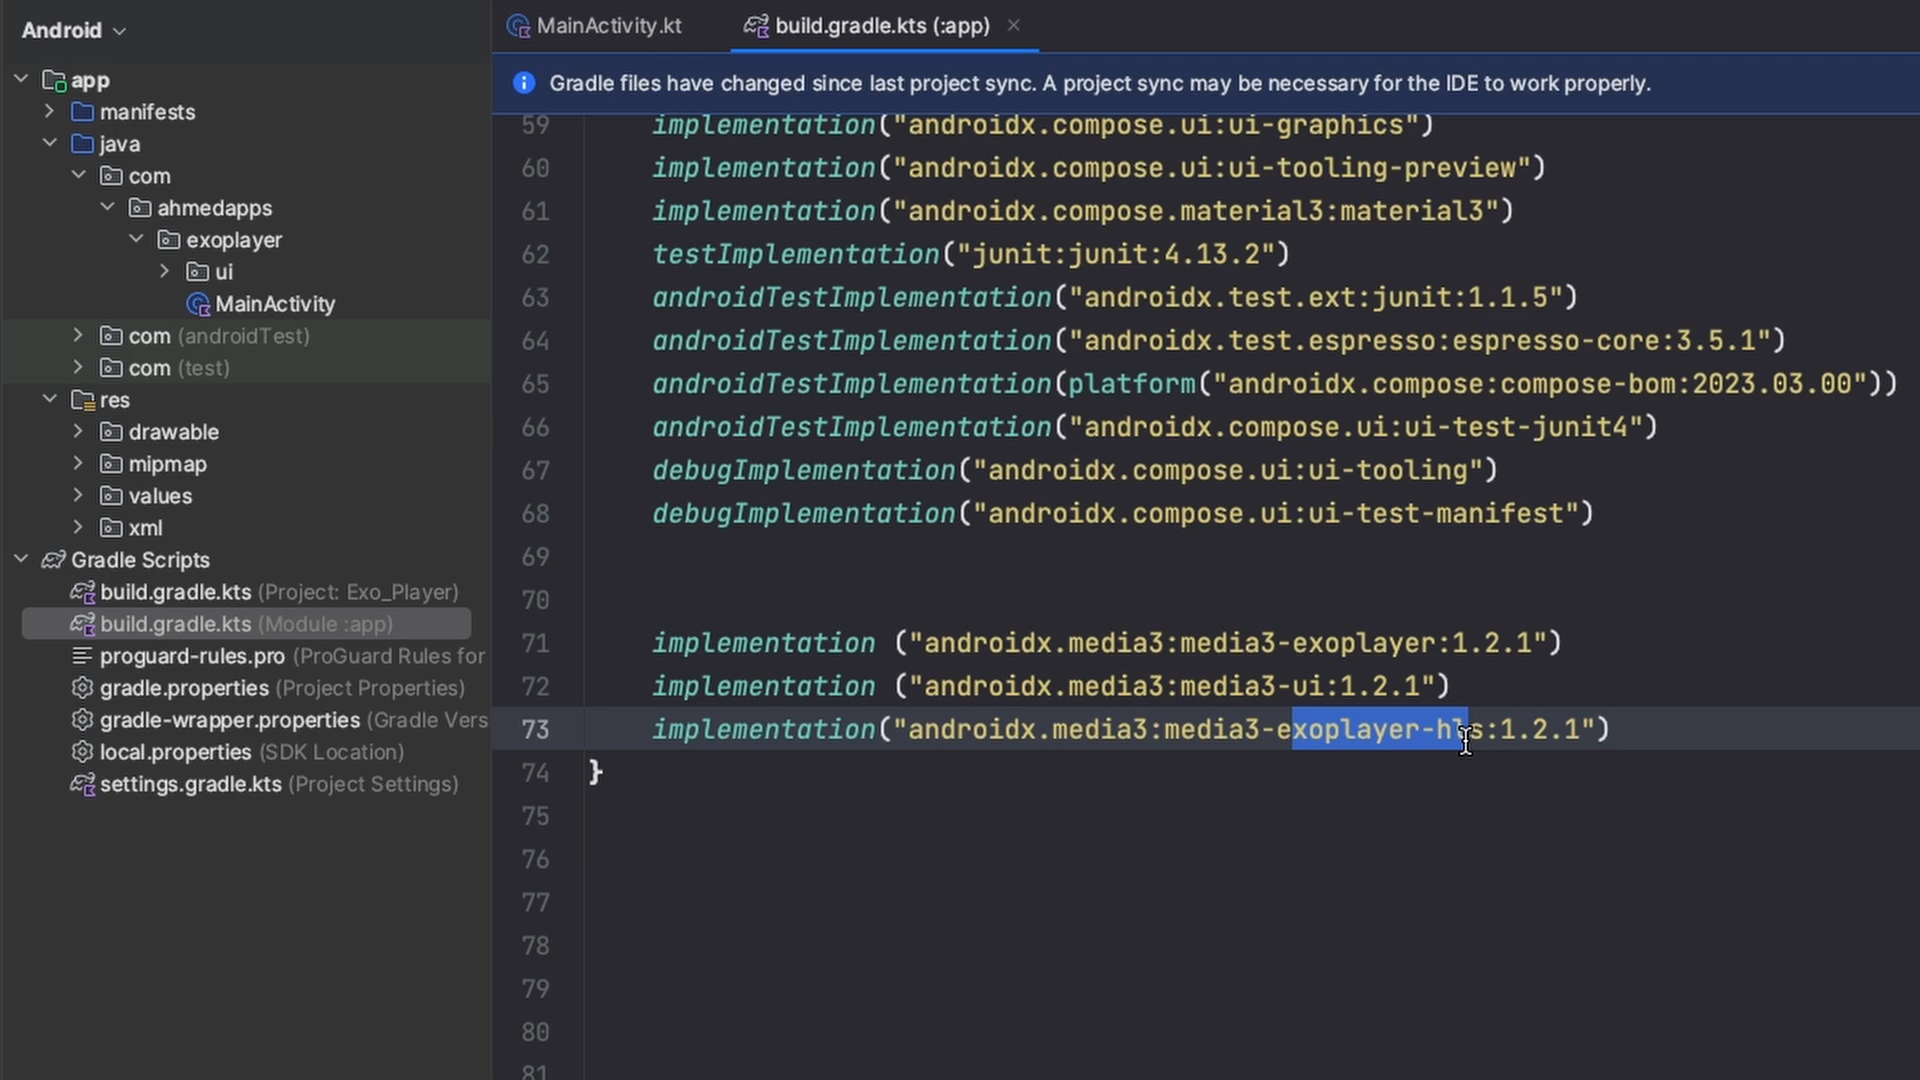 Android
app
manifests
java
com
ahmedapps
exoplayer
ui
MainActivity
com (androidTest)
com (test)
res
drawable
mipmap
values
xml
Gradle Scripts
build.gradle.kts (Project: Exo_Player)
build.gradle.kts (Module :app)
proguard-rules.pro (ProGuard Rules for
gradle.properties (Project Properties)
gradle-wrapper.properties (Gradle Vers
local.properties (SDK Location)
settings.gradle.kts (Project Settings)
MainActivity.kt build.gradle.kts (:app)
Gradle files have changed since last project sync. A project sync may be necessary for the IDE to work properly.
59 implementation("androidx.compose.ui:ui-graphics")
60 implementation("androidx.compose.ui:ui-tooling-preview")
61 implementation("androidx.compose.material3:material3")
62 testImplementation("junit:junit:4.13.2")
63 androidTestImplementation("androidx.test.ext:junit:1.1.5")
64 androidTestImplementation("androidx.test.espresso:espresso-core:3.5.1")
65 androidTestImplementation(platform("androidx.compose:compose-bom:2023.03.00"))
66 androidTestImplementation("androidx.compose.ui:ui-test-junit4")
67 debugImplementation("androidx.compose.ui:ui-tooling")
68 debugImplementation("androidx.compose.ui:ui-test-manifest")
69
70
71 implementation ("androidx.media3:media3-exoplayer:1.2.1")
72 implementation ("androidx.media3:media3-ui:1.2.1")
73 implementation("androidx.media3:media3-exoplayer-hls:1.2.1")
74 }
75
76
77
78
79
80
81